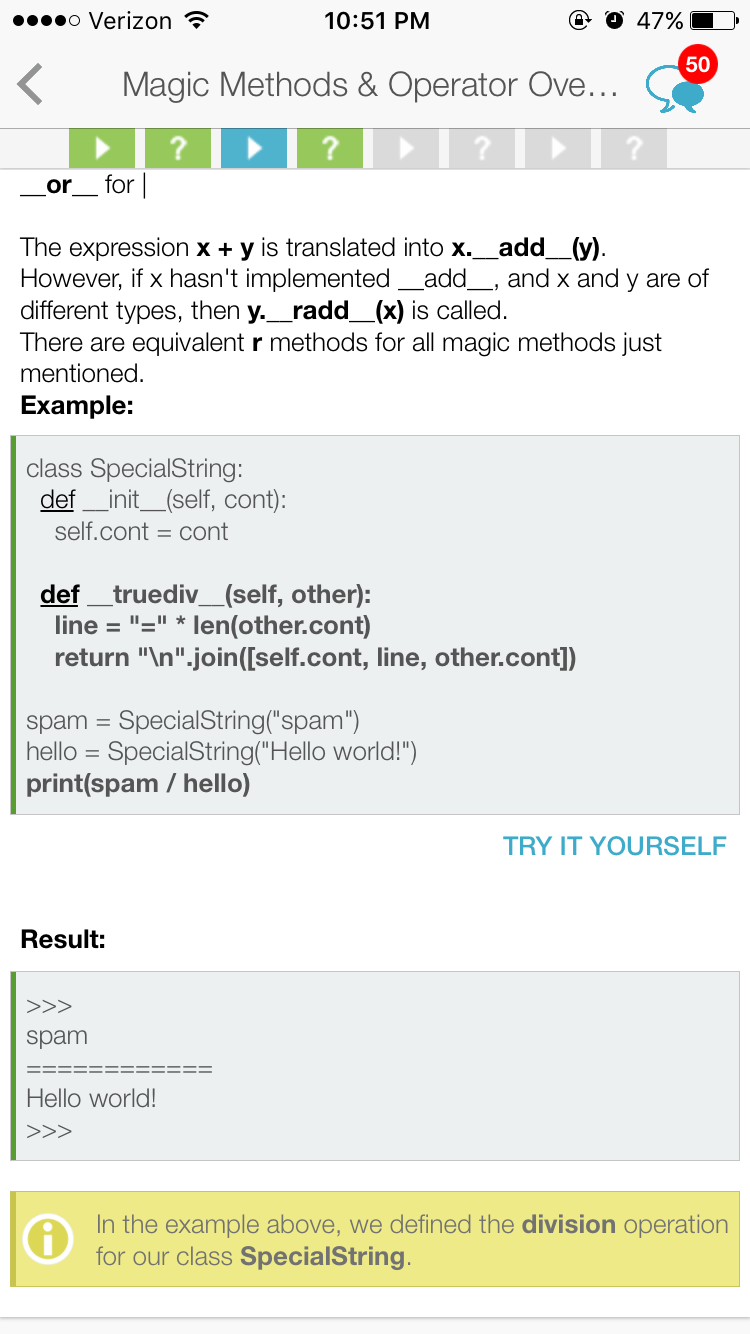 Verizon 10:51 PM 47%
Magic Methods & Operator Ove... 50
? ? ? ?
__or__ for |
The expression x + y is translated into x.__add__(y).
However, if x hasn't implemented __add__, and x and y are of
different types, then y.__radd__(x) is called.
There are equivalent r methods for all magic methods just
mentioned.
Example:
class SpecialString:
def __init__(self, cont):
self.cont = cont
def __truediv__(self, other):
line = "=" * len(other.cont)
return "\n".join([self.cont, line, other.cont])
spam = SpecialString("spam")
hello = SpecialString("Hello world!")
print(spam / hello)
TRY IT YOURSELF
Result:
>>>
spam
============
Hello world!
>>>
In the example above, we defined the division operation
for our class SpecialString.